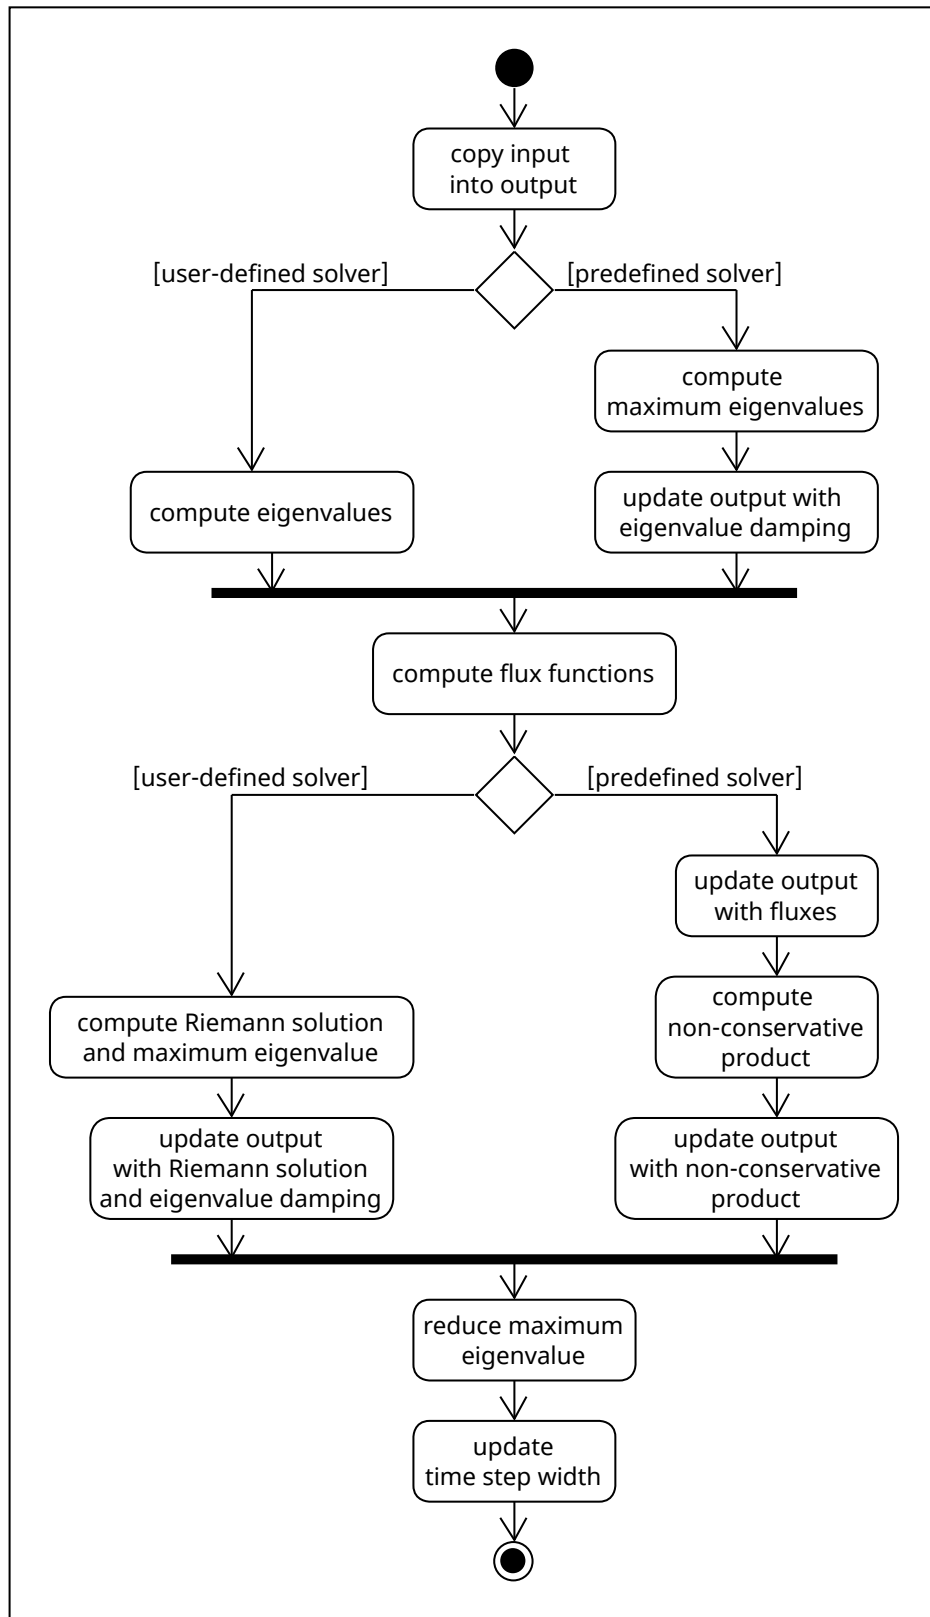 copy input
into output
[user-defined solver]
[predefined solver]
compute
maximum eigenvalues
compute eigenvalues
update output with
eigenvalue damping
compute flux functions
[user-defined solver]
[predefined solver]
update output
with fluxes
compute Riemann solution
and maximum eigenvalue
compute
non-conservative
product
update output
with Riemann solution
and eigenvalue damping
update output
with non-conservative
product
reduce maximum
eigenvalue
update
time step width